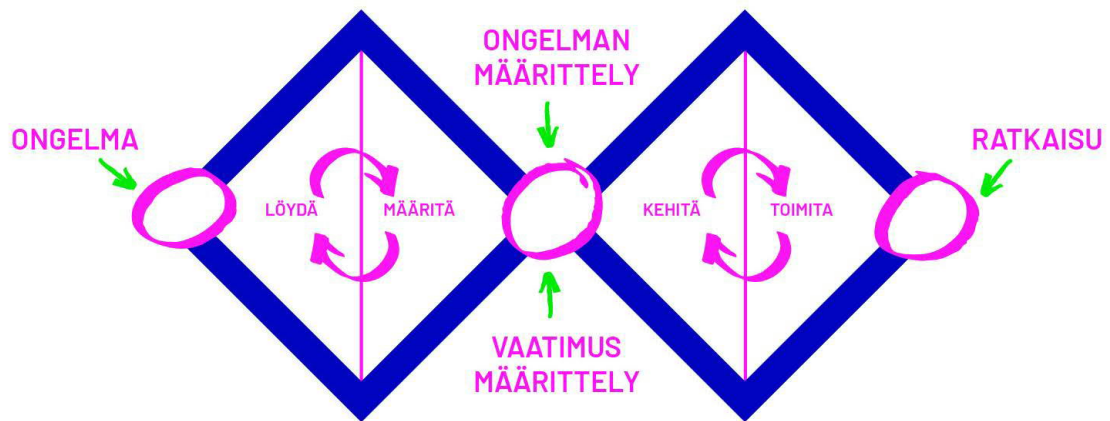 ONGELMA
LÖYDÄ
MÄÄRITÄ
ONGELMAN
MÄÄRITTELY
VAATIMUS
MÄÄRITTELY
KEHITÄ
TOIMITA
RATKAISU